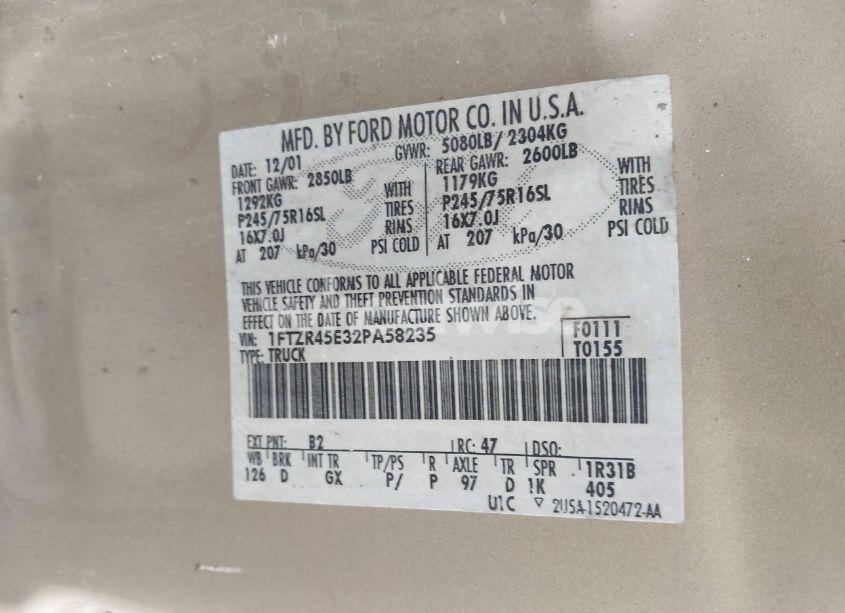 MFD. BY FORD MOTOR CO. IN U.S.A.
DATE: 12/01 GVWR: 5080LB/ 2304KG
FRONT GAWR: 2850LB REAR GAWR: 2600LB
1292KG WITH 1179KG WITH
P245/75R16SL TIRES P245/75R16SL TIRES
16X7.0J RIMS 16X7.0J RIMS
AT 207 kPa/30 PSI COLD AT 207 kPa/30 PSI COLD
THIS VEHICLE CONFORMS TO ALL APPLICABLE FEDERAL MOTOR
VEHICLE SAFETY AND THEFT PREVENTION STANDARDS IN
EFFECT ON THE DATE OF MANUFACTURE SHOWN ABOVE.
VIN: 1FTZR45E32PA58235 F0111
TYPE: TRUCK T0155
EXT PNT: B2 RC: 47 DSO:
WB BRK INT TR TP/PS R AXLE TR SPR 1R31B
126 D GX P/ P 97 D 1K 405
U1C ▽ 2U5A-1520472-AA